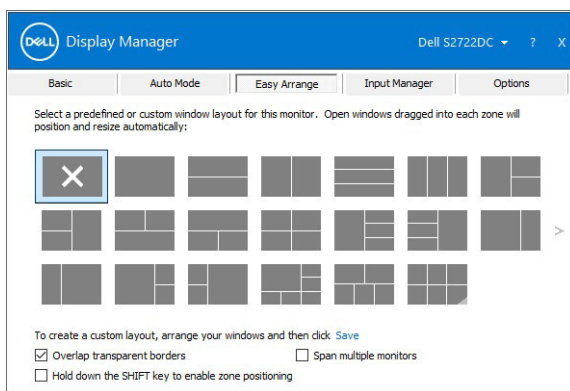 DELL Display Manager Dell S2722DC ? X
Basic Auto Mode Easy Arrange Input Manager Options
Select a predefined or custom window layout for this monitor. Open windows dragged into each zone will
position and resize automatically:
>
To create a custom layout, arrange your windows and then click Save
Overlap transparent borders Span multiple monitors
Hold down the SHIFT key to enable zone positioning